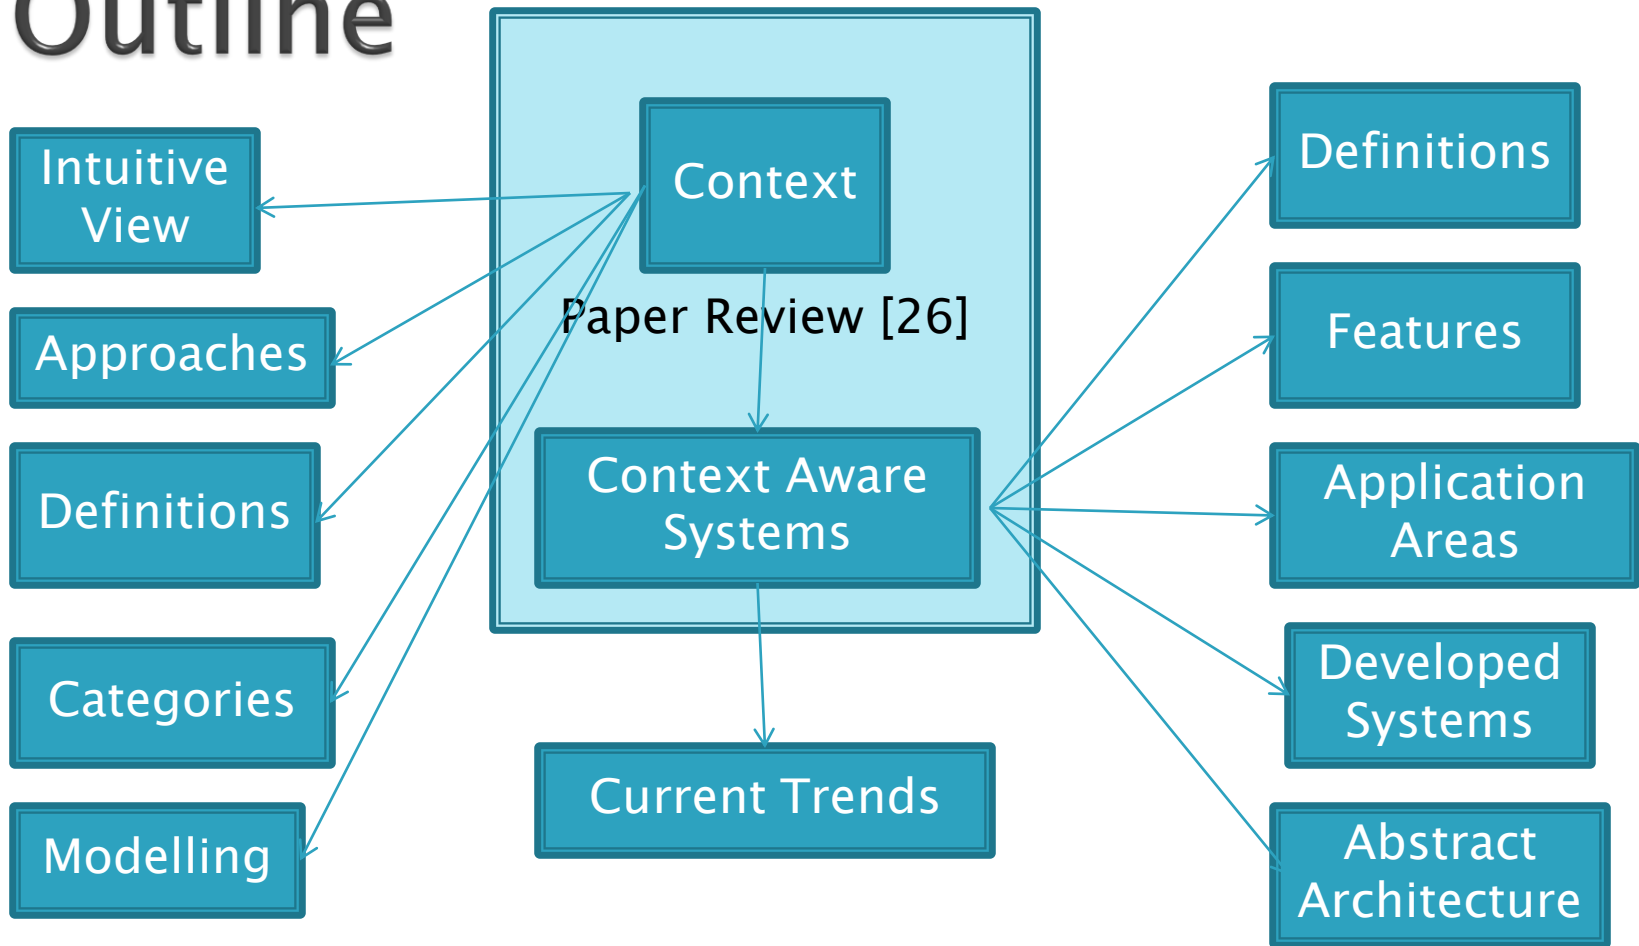 Outline
Intuitive
View
Approaches
Definitions
Categories
Modelling
Context
Paper Review [26]
Context Aware
Systems
Current Trends
Definitions
Features
Application
Areas
Developed
Systems
Abstract
Architecture